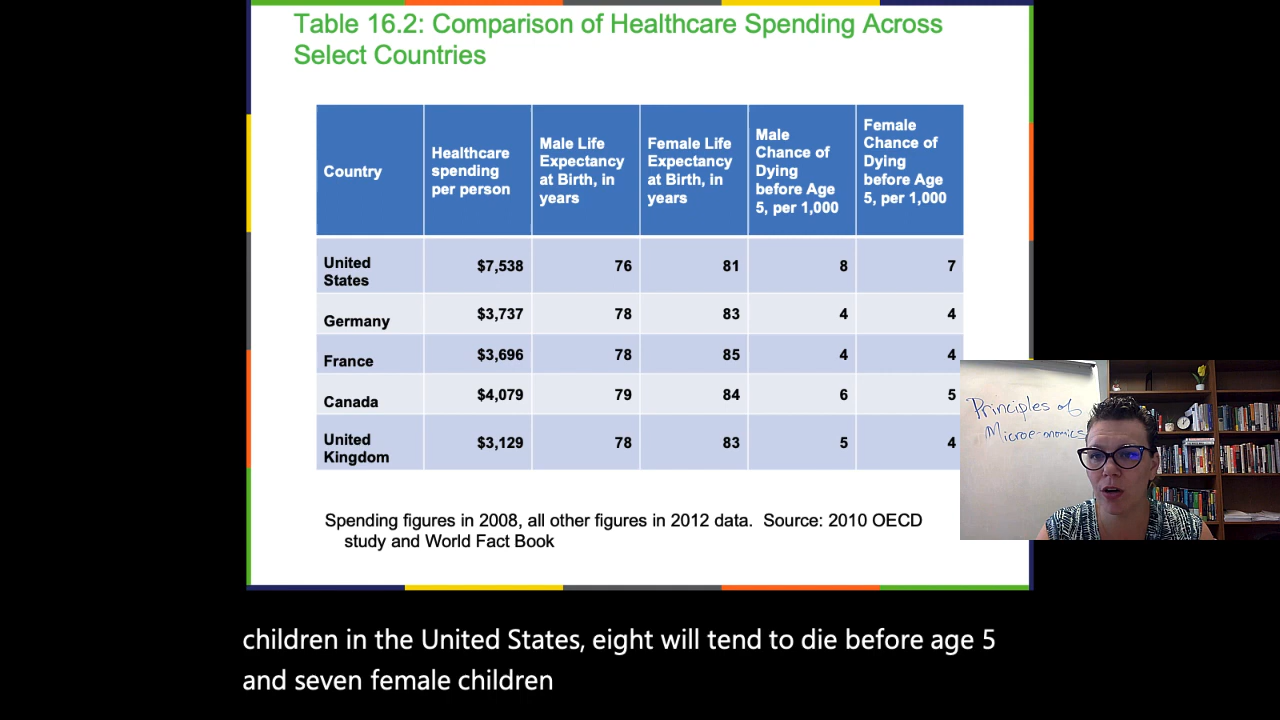 Table 16.2: Comparison of Healthcare Spending Across
Select Countries
Country
Healthcare
spending
per person
Male Life
Expectancy
at Birth, in
years
Female Life
Expectancy
at Birth, in
years
Male
Chance of
Dying
before Age
5, per 1,000
Female
Chance of
Dying
before Age
5, per 1,000
United
States
$7,538
76
81
8
7
Germany
$3,737
78
83
4
4
France
$3,696
78
85
4
4
Canada
$4,079
79
84
6
5
United
Kingdom
$3,129
78
83
5
4
Spending figures in 2008, all other figures in 2012 data. Source: 2010 OECD
study and World Fact Book
Principles of
children in the United States, eight will tend to die before age 5
and seven female children